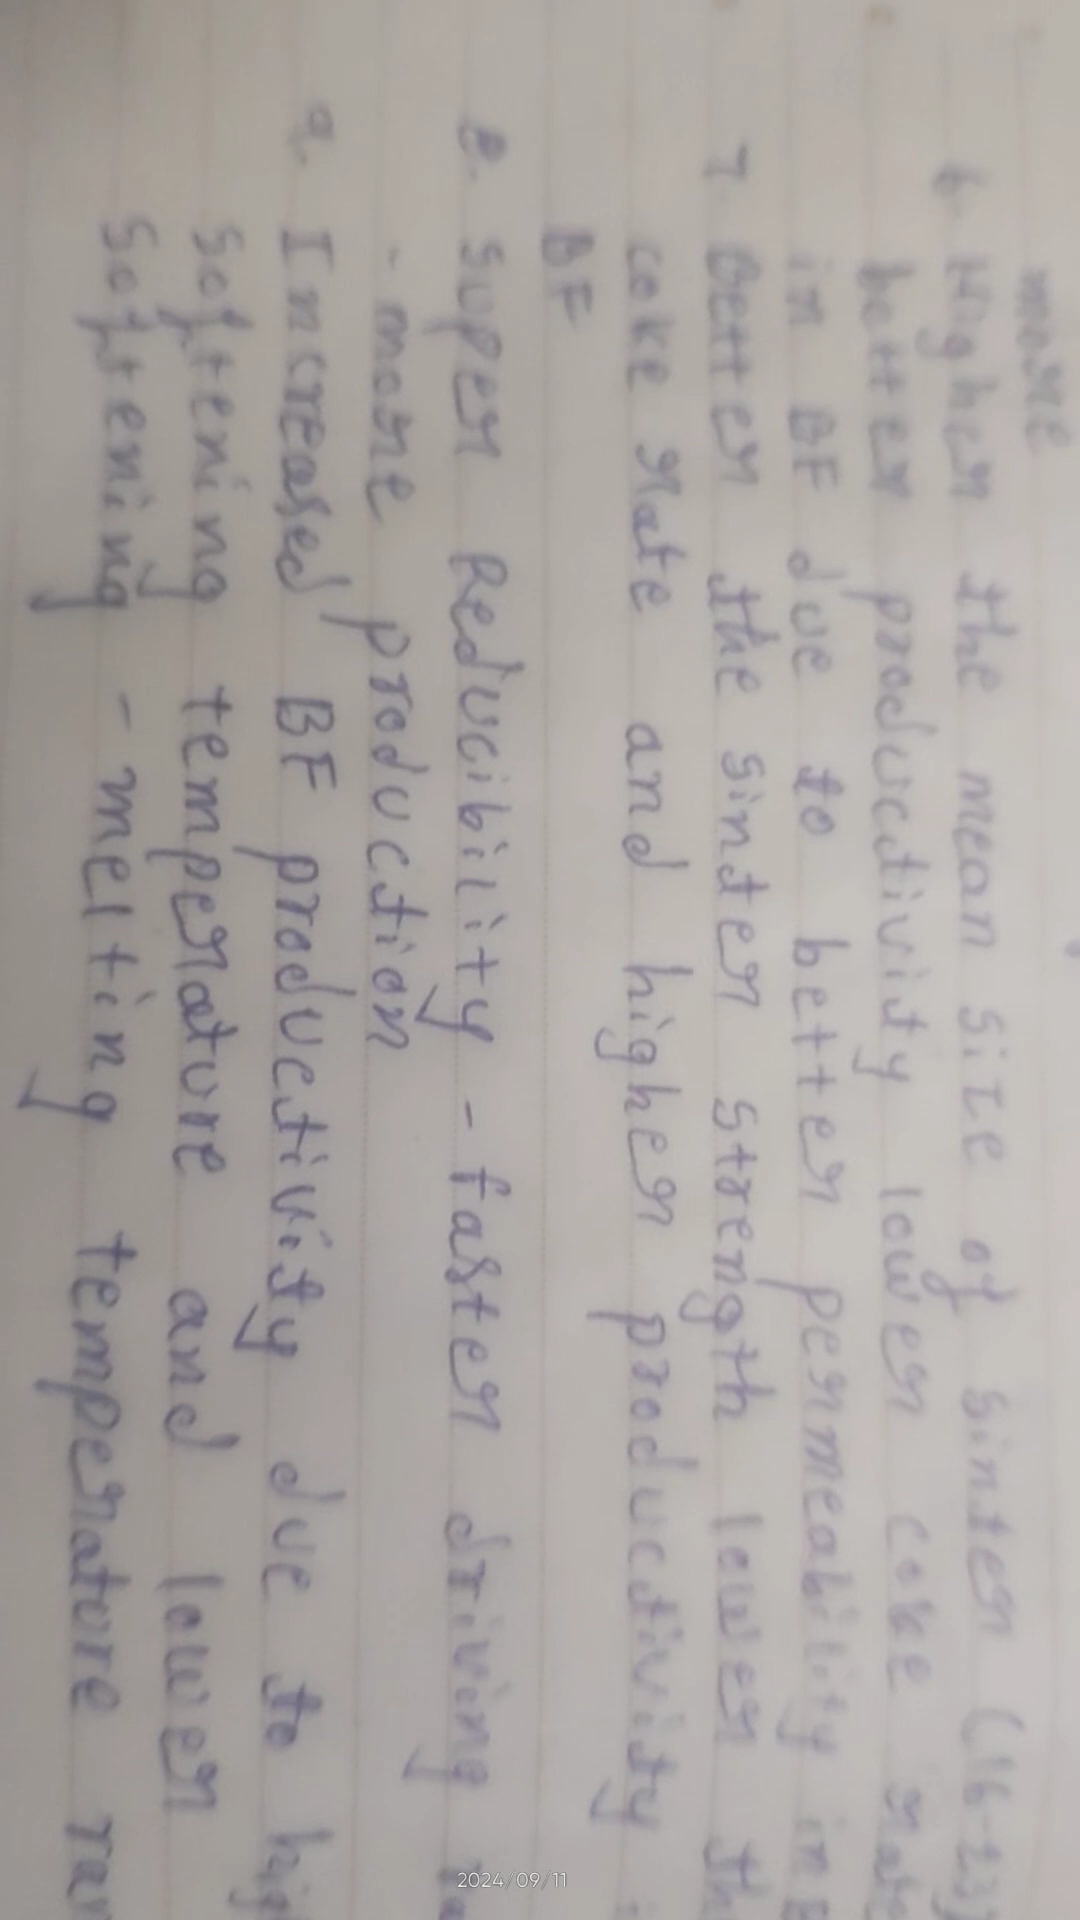 more
6. Higher the mean size of sinter (16-23)
better productivity lower coke rate
in BF due to better permeability in B
7. Better the sinter strength lower th
coke rate and higher productivity i
BF
8. super Reducibility - faster driving ra
- more production
9. Increased BF productivity due to hig
softening temperature and lower
softening - melting temperature ran
2024/09/11